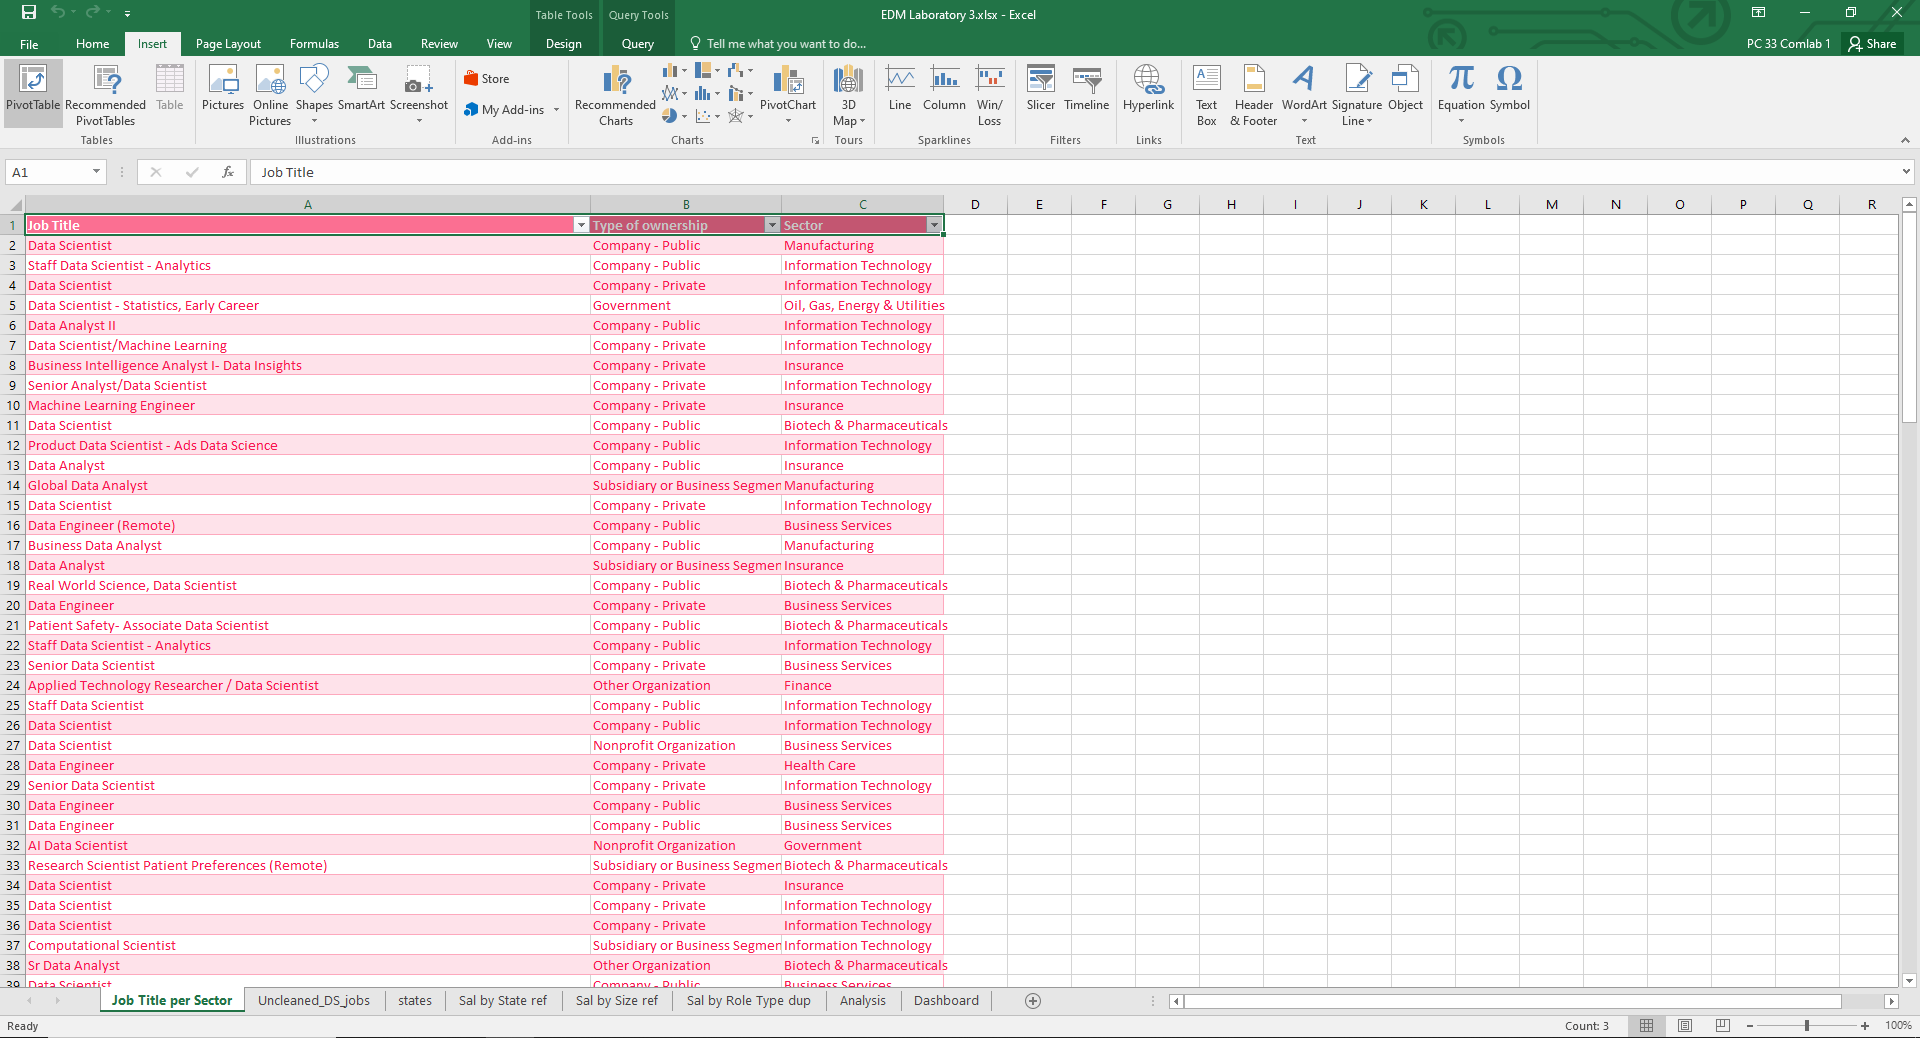 Table Tools Query Tools EDM Laboratory 3.xlsx - Excel
File Home Insert Page Layout Formulas Data Review View Design Query Tell me what you want to do... PC 33 Comlab 1 Share
PivotTable Recommended PivotTables Table Pictures Online Pictures Shapes SmartArt Screenshot Store My Add-ins Recommended Charts PivotChart 3D Map Line Column Win/ Loss Slicer Timeline Hyperlink Text Box Header & Footer WordArt Signature Line Object Equation Symbol
Tables Illustrations Add-ins Charts Tours Sparklines Filters Links Text Symbols
A1 fx Job Title
A B C D E F G H I J K L M N O P Q R
1 Job Title Type of ownership Sector
2 Data Scientist Company - Public Manufacturing
3 Staff Data Scientist - Analytics Company - Public Information Technology
4 Data Scientist Company - Private Information Technology
5 Data Scientist - Statistics, Early Career Government Oil, Gas, Energy & Utilities
6 Data Analyst II Company - Public Information Technology
7 Data Scientist/Machine Learning Company - Private Information Technology
8 Business Intelligence Analyst I- Data Insights Company - Private Insurance
9 Senior Analyst/Data Scientist Company - Private Information Technology
10 Machine Learning Engineer Company - Private Insurance
11 Data Scientist Company - Public Biotech & Pharmaceuticals
12 Product Data Scientist - Ads Data Science Company - Public Information Technology
13 Data Analyst Company - Public Insurance
14 Global Data Analyst Subsidiary or Business Segmen Manufacturing
15 Data Scientist Company - Private Information Technology
16 Data Engineer (Remote) Company - Public Business Services
17 Business Data Analyst Company - Public Manufacturing
18 Data Analyst Subsidiary or Business Segmen Insurance
19 Real World Science, Data Scientist Company - Public Biotech & Pharmaceuticals
20 Data Engineer Company - Private Business Services
21 Patient Safety- Associate Data Scientist Company - Public Biotech & Pharmaceuticals
22 Staff Data Scientist - Analytics Company - Public Information Technology
23 Senior Data Scientist Company - Private Business Services
24 Applied Technology Researcher / Data Scientist Other Organization Finance
25 Staff Data Scientist Company - Public Information Technology
26 Data Scientist Company - Public Information Technology
27 Data Scientist Nonprofit Organization Business Services
28 Data Engineer Company - Private Health Care
29 Senior Data Scientist Company - Private Information Technology
30 Data Engineer Company - Public Business Services
31 Data Engineer Company - Public Business Services
32 AI Data Scientist Nonprofit Organization Government
33 Research Scientist Patient Preferences (Remote) Subsidiary or Business Segmen Biotech & Pharmaceuticals
34 Data Scientist Company - Private Insurance
35 Data Scientist Company - Private Information Technology
36 Data Scientist Company - Private Information Technology
37 Computational Scientist Subsidiary or Business Segmen Information Technology
38 Sr Data Analyst Other Organization Biotech & Pharmaceuticals
39 Data Scientist Company - Public Business Services
Job Title per Sector Uncleaned_DS_jobs states Sal by State ref Sal by Size ref Sal by Role Type dup Analysis Dashboard
Ready Count: 3 100%